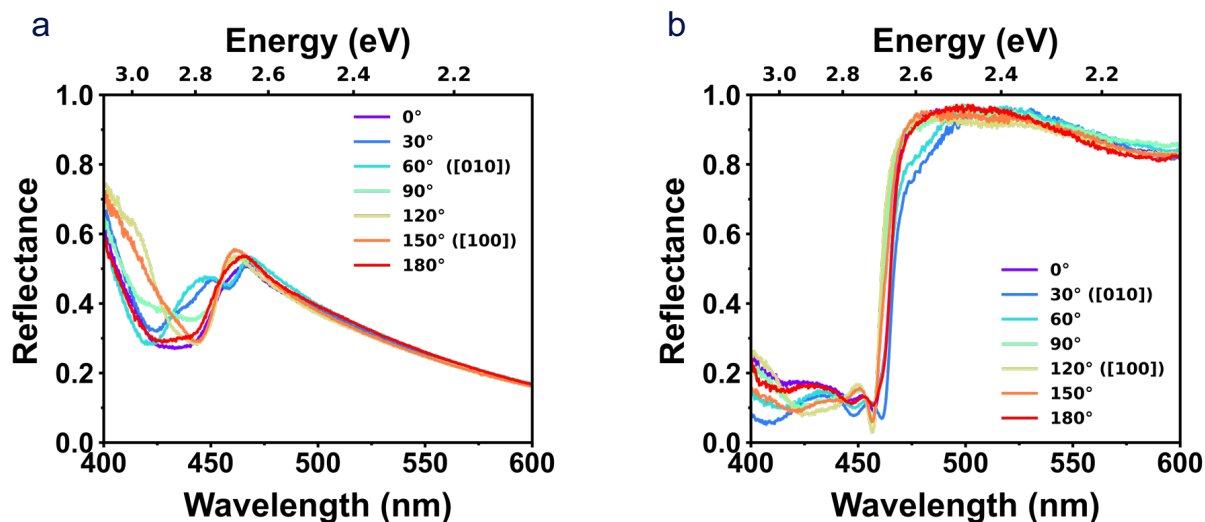 a
Energy (eV)
3.0 2.8 2.6 2.4 2.2
1.0
0.8
0.6
0.4
0.2
0.0
Reflectance
0°
30°
60° ([010])
90°
120°
150° ([100])
180°
400 450 500 550 600
Wavelength (nm)
b
Energy (eV)
3.0 2.8 2.6 2.4 2.2
1.0
0.8
0.6
0.4
0.2
0.0
Reflectance
0°
30° ([010])
60°
90°
120° ([100])
150°
180°
400 450 500 550 600
Wavelength (nm)